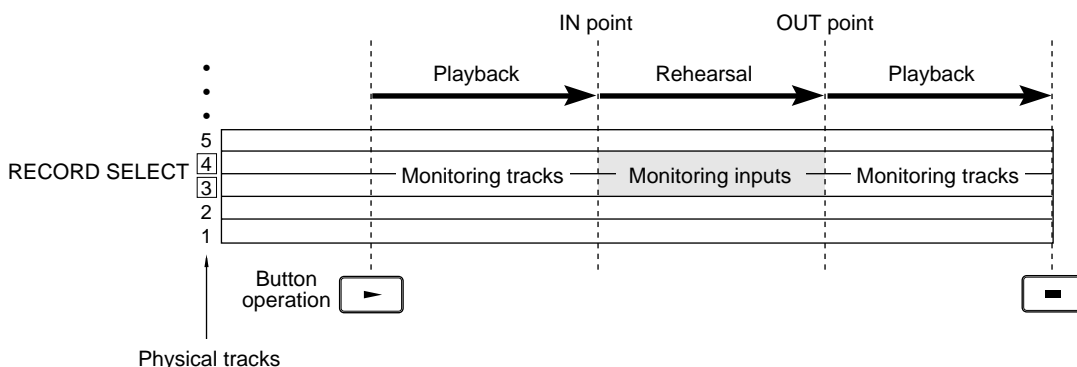 IN point
OUT point
Playback
Rehearsal
Playback
5
RECORD SELECT 4
Monitoring tracks
Monitoring inputs
Monitoring tracks
3
2
1
Button
operation
Physical tracks